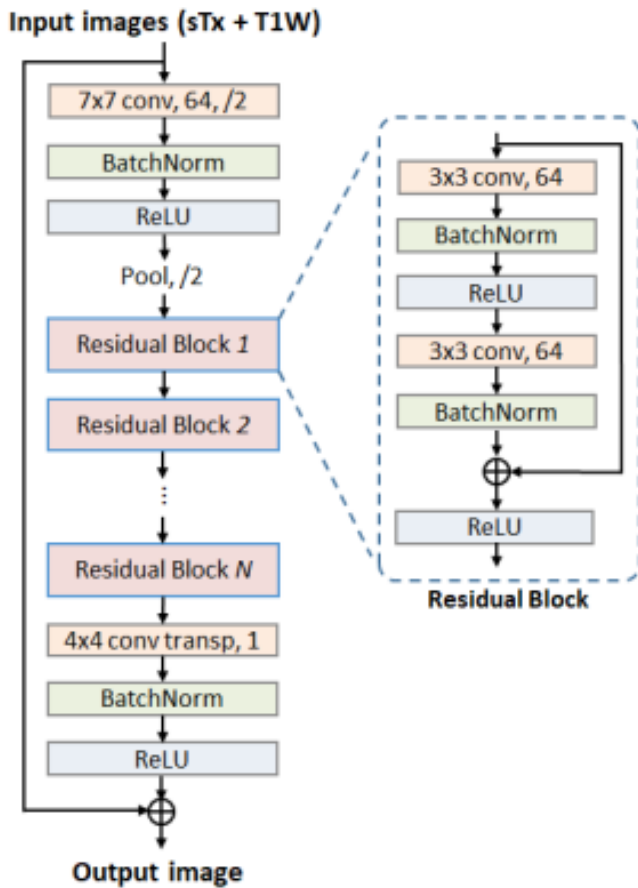 Input images (sTx + T1W)
7x7 conv, 64, /2
BatchNorm
ReLU
Pool, /2
Residual Block 1
Residual Block 2
...
Residual Block N
4x4 conv transp, 1
BatchNorm
ReLU
Output image
3x3 conv, 64
BatchNorm
ReLU
3x3 conv, 64
BatchNorm
ReLU
Residual Block